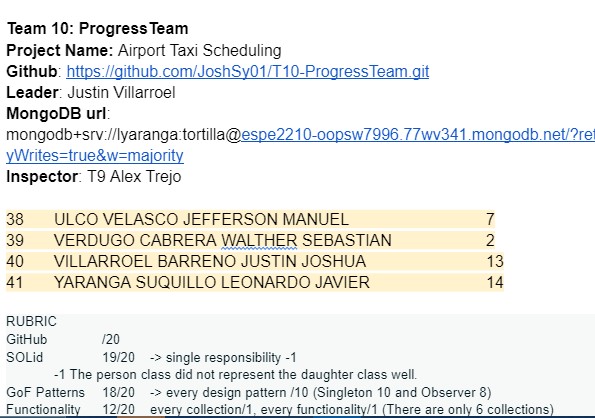 Team 10: ProgressTeam
Project Name: Airport Taxi Scheduling
Github: https://github.com/JoshSy01/T10-ProgressTeam.git
Leader: Justin Villarroel
MongoDB url:
mongodb+srv://lyaranga:tortilla@espe2210-oopsw7996.77wv341.mongodb.net/?ret
yWrites=true&w=majority
Inspector: T9 Alex Trejo
38 ULCO VELASCO JEFFERSON MANUEL 7
39 VERDUGO CABRERA WALTHER SEBASTIAN 2
40 VILLARROEL BARRENO JUSTIN JOSHUA 13
41 YARANGA SUQUILLO LEONARDO JAVIER 14
RUBRIC
GitHub /20
SOLid 19/20 -> single responsibility -1
-1 The person class did not represent the daughter class well.
GoF Patterns 18/20 -> every design pattern /10 (Singleton 10 and Observer 8)
Functionality 12/20 every collection/1, every functionality/1 (There are only 6 collections)